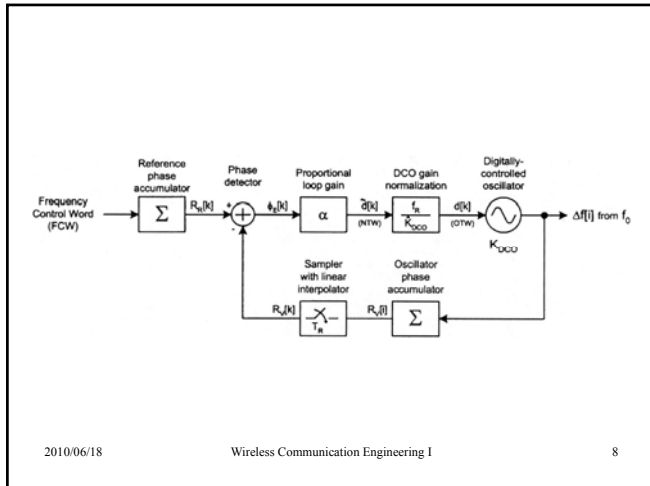 Reference
phase
accumulator
Phase
detector
Proportional
loop gain
DCO gain
normalization
Digitally-
controlled
oscillator
Frequency
Control Word
(FCW)
Σ
R_R[k]
+
-
ϕ_E[k]
α
d̃[k]
(NTW)
f_R
K̂_DCO
d[k]
(OTW)
K_DCO
Δf[i] from f_0
Sampler
with linear
interpolator
Oscillator
phase
accumulator
R_V[k]
T_R
R_V[i]
Σ
2010/06/18
Wireless Communication Engineering I
8